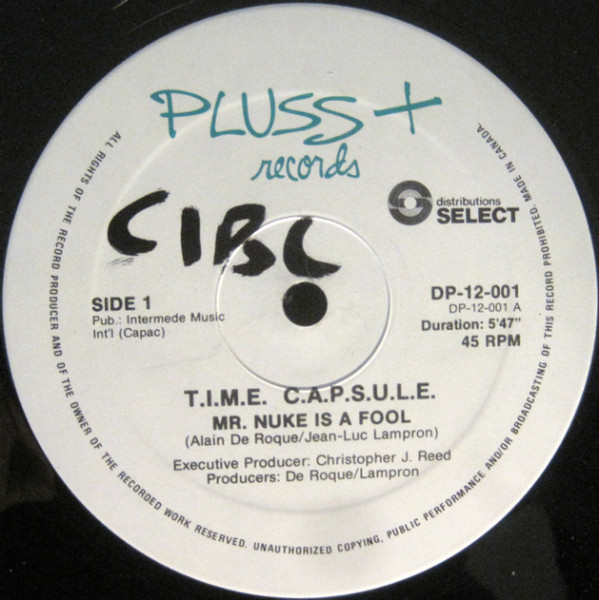 PLUSS +
records
CIBC
distributions
SELECT
SIDE 1
Pub.: Intermede Music
Int'l (Capac)
DP-12-001
DP-12-001 A
Duration: 5'47"
45 RPM
T.I.M.E. C.A.P.S.U.L.E.
MR. NUKE IS A FOOL
(Alain De Roque/Jean-Luc Lampron)
Executive Producer: Christopher J. Reed
Producers: De Roque/Lampron
ALL RIGHTS OF THE RECORD PRODUCER AND OF THE OWNER OF THE RECORDED WORK RESERVED. UNAUTHORIZED COPYING, PUBLIC PERFORMANCE AND/OR BROADCASTING OF THIS RECORD PROHIBITED. MADE IN CANADA.